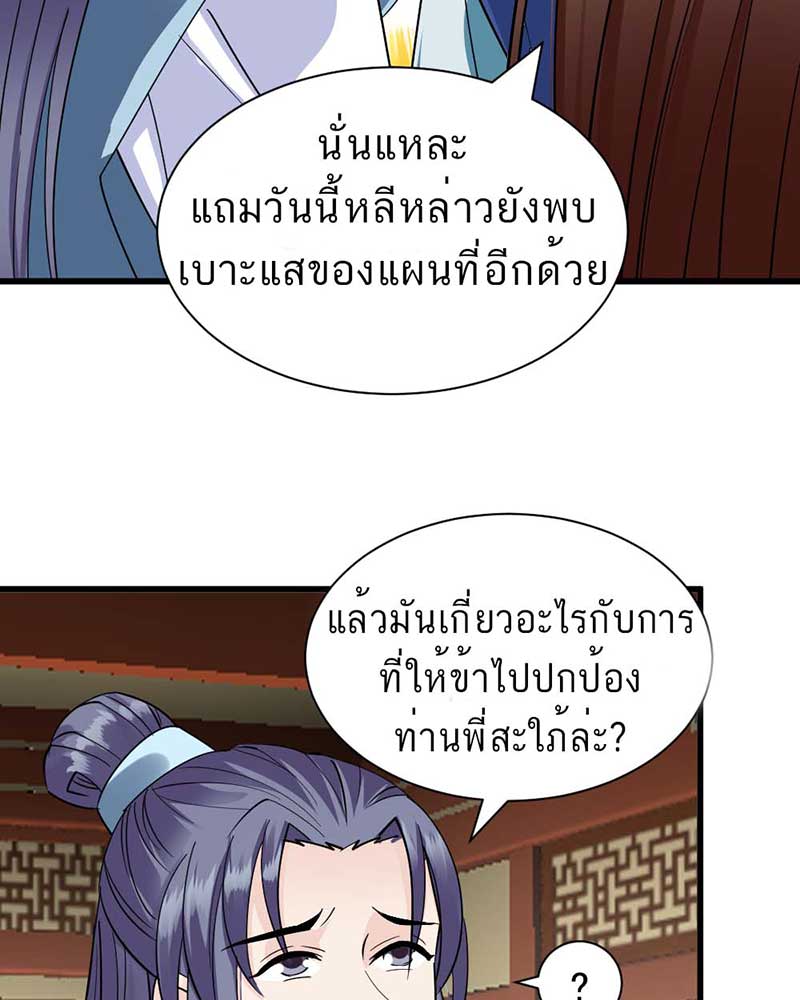 นั่นแหละ
แถมวันนี้หลีหล่าวยังพบ
เบาะแสของแผนที่อีกด้วย
แล้วมันเกี่ยวอะไรกับการ
ที่ให้ข้าไปปกป้อง
ท่านพี่สะใภ้ล่ะ?
?